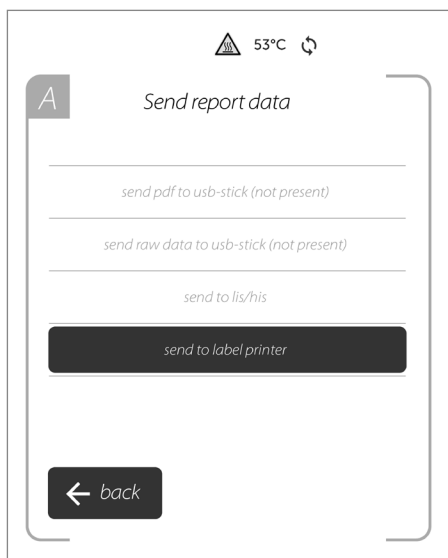 53°C
A
Send report data
send pdf to usb-stick (not present)
send raw data to usb-stick (not present)
send to lis/his
send to label printer
back